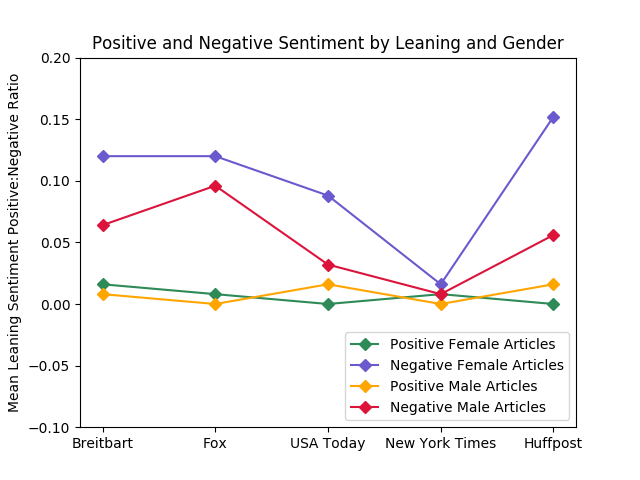 Positive and Negative Sentiment by Leaning and Gender
Mean Leaning Sentiment Positive:Negative Ratio
0.20
0.15
0.10
0.05
0.00
−0.05
−0.10
Positive Female Articles
Negative Female Articles
Positive Male Articles
Negative Male Articles
Breitbart Fox USA Today New York Times Huffpost